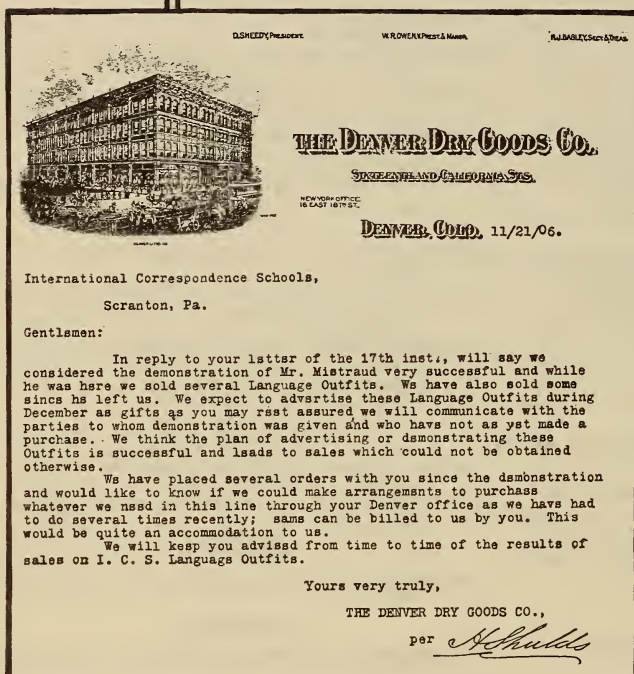 D. SHEEDY, PRESIDENT. W. R. OWEN, V. PREST. & MANGR. R. J. BABLEY, SECY. & TREAS.
THE DENVER DRY GOODS CO.
SIXTEENTH AND CALIFORNIA STS.
NEW YORK OFFICE:
16 EAST 18TH ST.
DENVER, COLO. 11/21/06.
International Correspondence Schools,
Scranton, Pa.
Gentlsmen:
In reply to your lstter of the 17th inst., will say we
considered the demonstration of Mr. Mistraud very successful and while
he was hsre we sold several Language Outfits. Ws have also sold some
sincs hs left us. We expect to advsrtise these Language Outfits during
December as gifts as you may rsst assured we will communicate with the
parties to whom demonstration was given and who havs not as yet made a
purchase. We think the plan of advertising or dsmonstrating these
Outfits is successful and lsads to sales which could not be obtained
otherwise.
Ws have placed several orders with you since the dsmonstration
and would like to know if we could make arrangemsnts to purchass
whatever we nssd in this line through your Denver office as we havs had
to do several times recently; sams can be billed to us by you. This
would be quite an accommodation to us.
We will kesp you advissd from time to time of the results of
sales on I. C. S. Languags Outfits.
Yours very truly,
THE DENVER DRY GOODS CO.,
per A Shulds